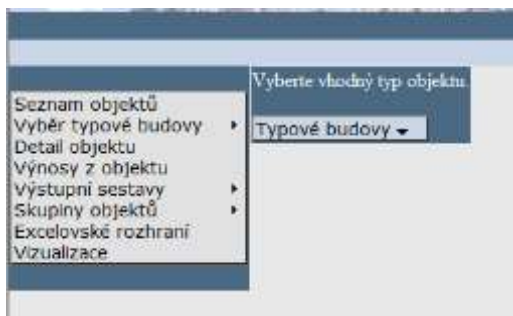 Vyberte vhodný typ objektu.
Typové budovy
Seznam objektů
Výběr typové budovy
Detail objektu
Výnosy z objektu
Výstupní sestavy
Skupiny objektů
Excelovské rozhraní
Vizualizace